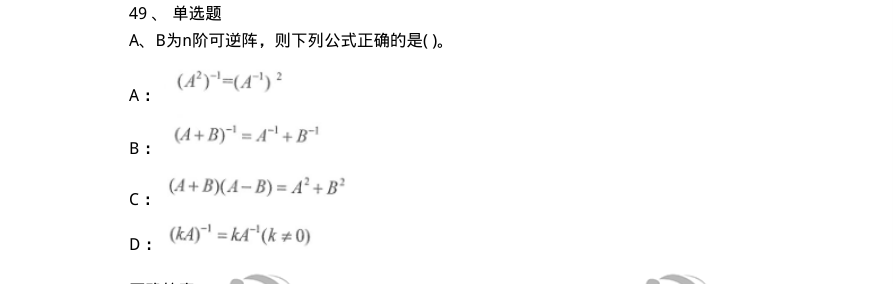 49 、 单选题
A、B为n阶可逆阵，则下列公式正确的是( )。
A： (A²)⁻¹=(A⁻¹) ²
B： (A+B)⁻¹ = A⁻¹ + B⁻¹
C： (A+B)(A−B) = A² + B²
D： (kA)⁻¹ = kA⁻¹(k ≠ 0)